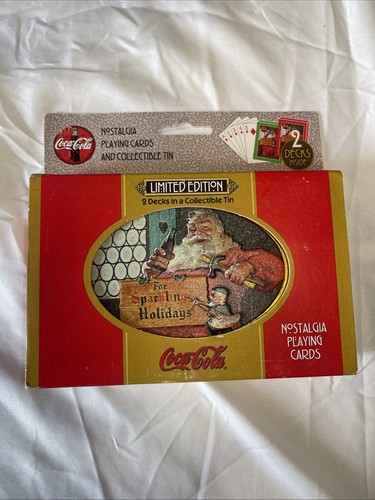 Coca-Cola
NOSTALGIA
PLAYING CARDS
AND COLLECTIBLE TIN
2
DECKS
INSIDE
LIMITED EDITION
2 Decks in a Collectible Tin
For
Sparkling
Holidays
NOSTALGIA
PLAYING
CARDS
Coca-Cola